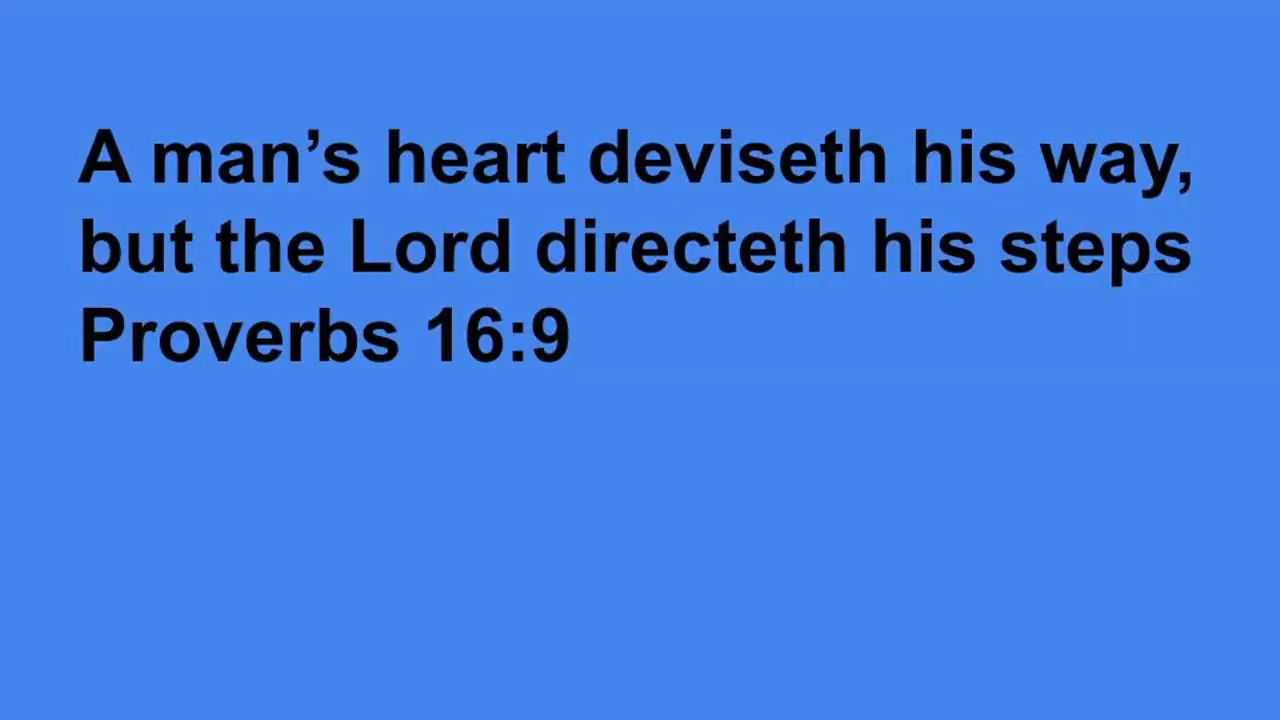 A man’s heart deviseth his way,
but the Lord directeth his steps
Proverbs 16:9